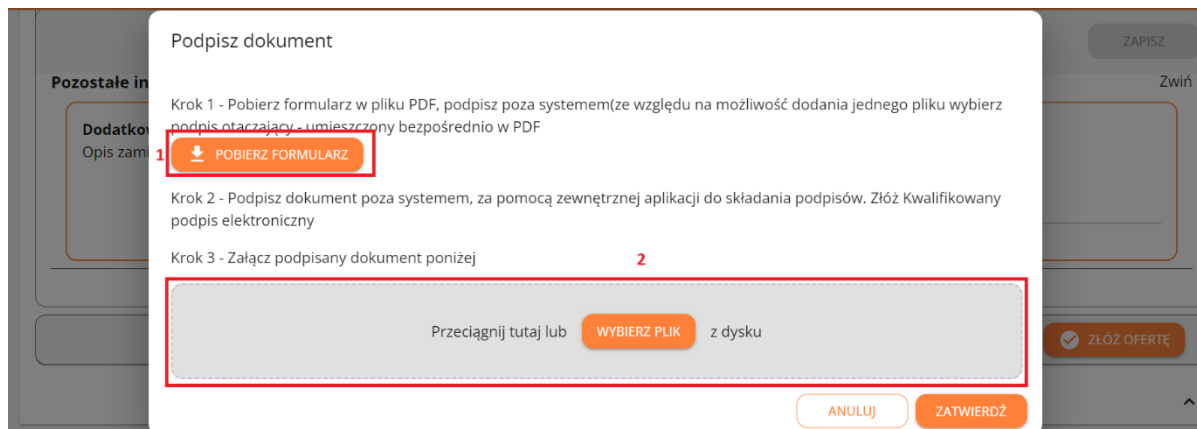 Podpisz dokument
ZAPISZ
Pozostałe in
Zwiń
Krok 1 - Pobierz formularz w pliku PDF, podpisz poza systemem(ze względu na możliwość dodania jednego pliku wybierz
podpis otaczający - umieszczony bezpośrednio w PDF
Dodatkow
Opis zami
1
POBIERZ FORMULARZ
Krok 2 - Podpisz dokument poza systemem, za pomocą zewnętrznej aplikacji do składania podpisów. Złóż Kwalifikowany
podpis elektroniczny
Krok 3 - Załącz podpisany dokument poniżej
2
Przeciągnij tutaj lub WYBIERZ PLIK z dysku
ZŁÓŻ OFERTĘ
ANULUJ
ZATWIERDŹ